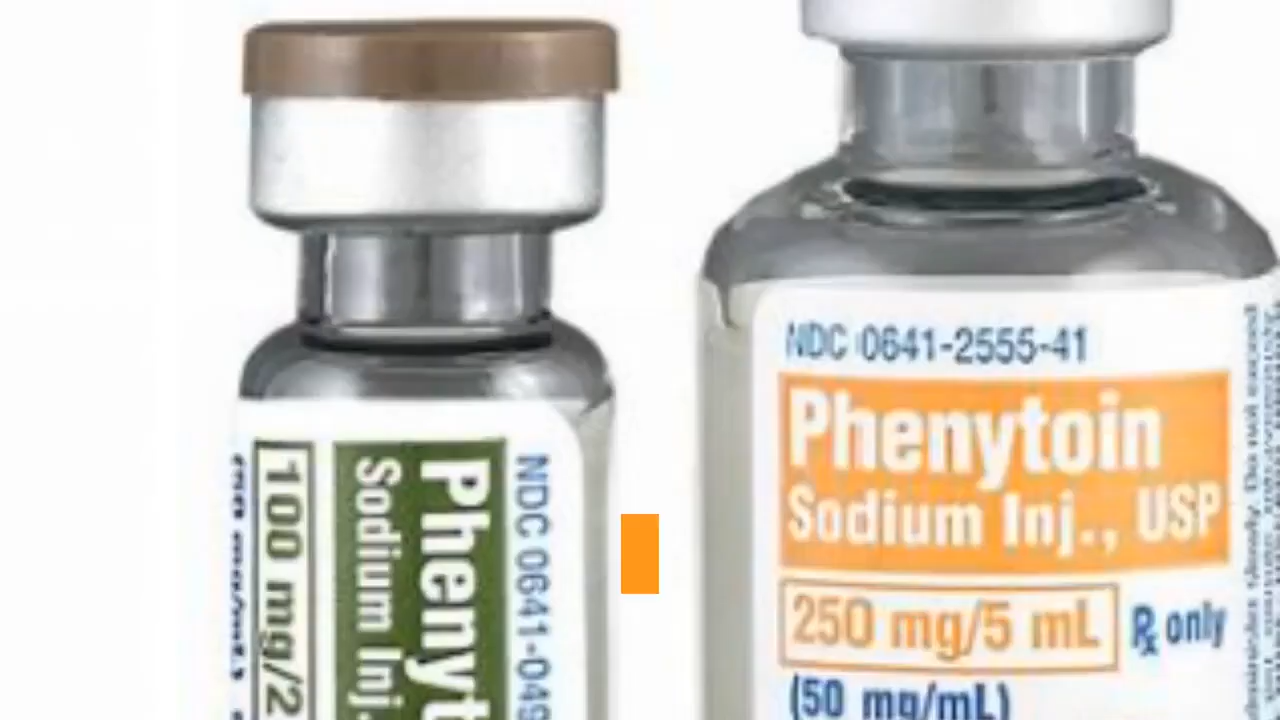 NDC 0641-049
Phenyt
Sodium Inj.
100 mg/2
NDC 0641-2555-41
Phenytoin
Sodium Inj., USP
250 mg/5 mL Rx only
(50 mg/mL)